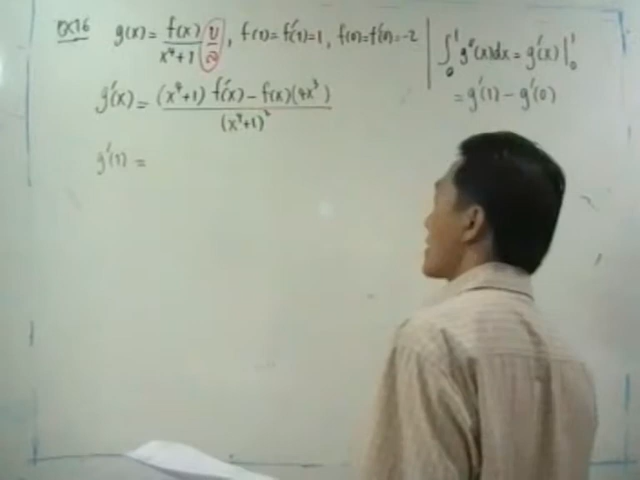 EX16 g(x) = f(x)/(x⁴+1) u/v, f(1) = f'(1) = 1, f(0) = f'(0) = -2
g'(x) = ((x⁴+1) f'(x) - f(x)(4x³))/(x⁴+1)²
g'(1) =
∫₀¹ g''(x)dx = g'(x) |₀¹
= g'(1) - g'(0)